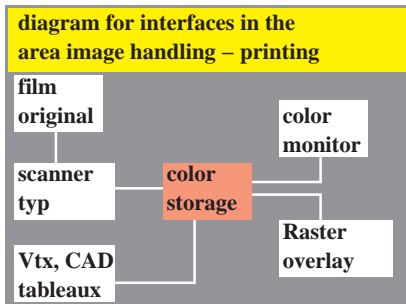 diagram for interfaces in the
area image handling – printing
film
original
color
monitor
scanner
typ
color
storage
Raster
overlay
Vtx, CAD
tableaux